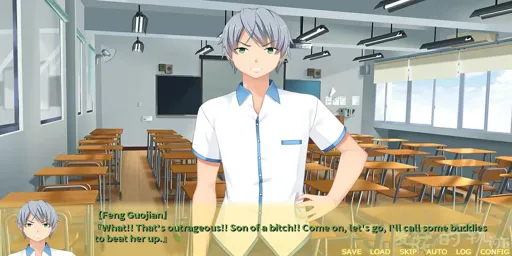 【Feng Guojian】
『What!! That's outrageous!! Son of a bitch!! Come on, let's go, I'll call some buddies
to beat her up.』
SAVE LOAD SKIP AUTO LOG CONFIG